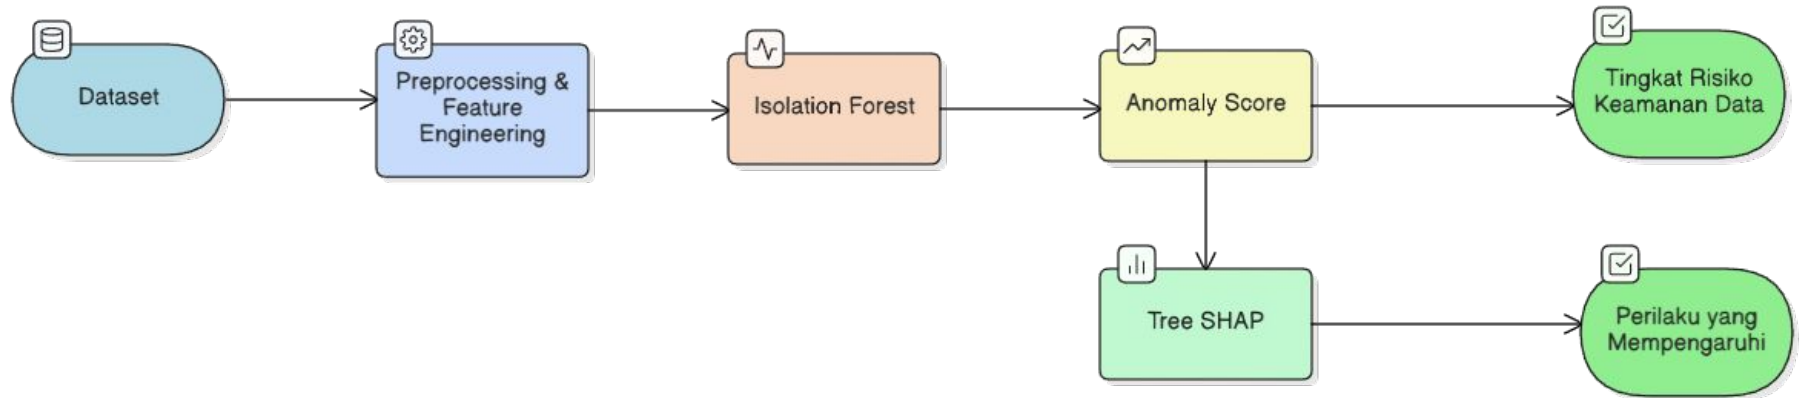 Dataset
Preprocessing &
Feature
Engineering
Isolation Forest
Anomaly Score
Tingkat Risiko
Keamanan Data
Tree SHAP
Perilaku yang
Mempengaruhi